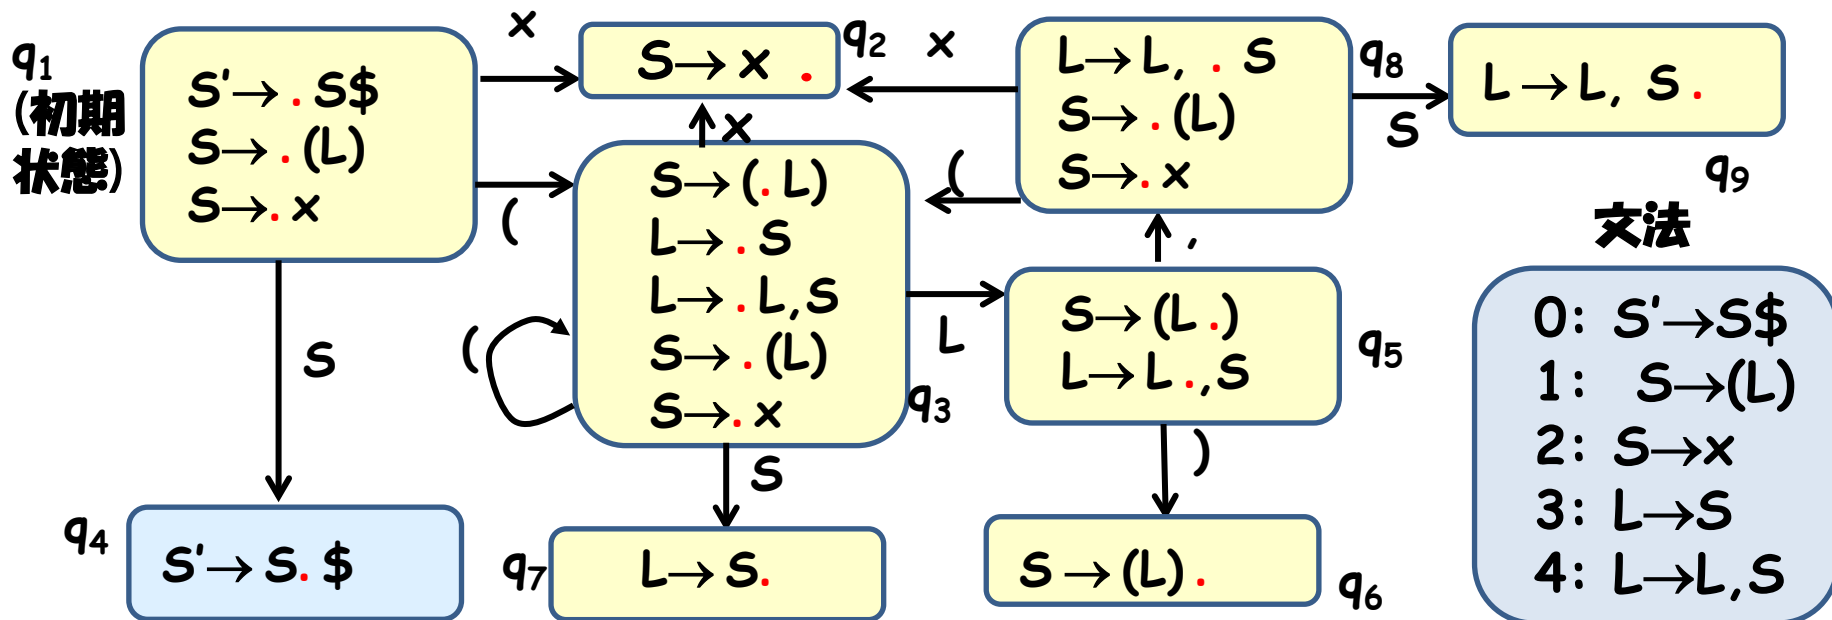 q1
(初期
状態)
S'→.S$
S→.(L)
S→.x
x
(
S
q4
S'→S.$
S→x.
q2
x
x
S→(.L)
L→.S
L→.L,S
S→.(L)
S→.x
(
q3
S
q7
L→S.
(
L
L→L,.S
S→.(L)
S→.x
q8
S
L→L, S.
q9
,
S→(L.)
L→L.,S
q5
)
S→(L).
q6
文法
0: S'→S$
1: S→(L)
2: S→x
3: L→S
4: L→L,S